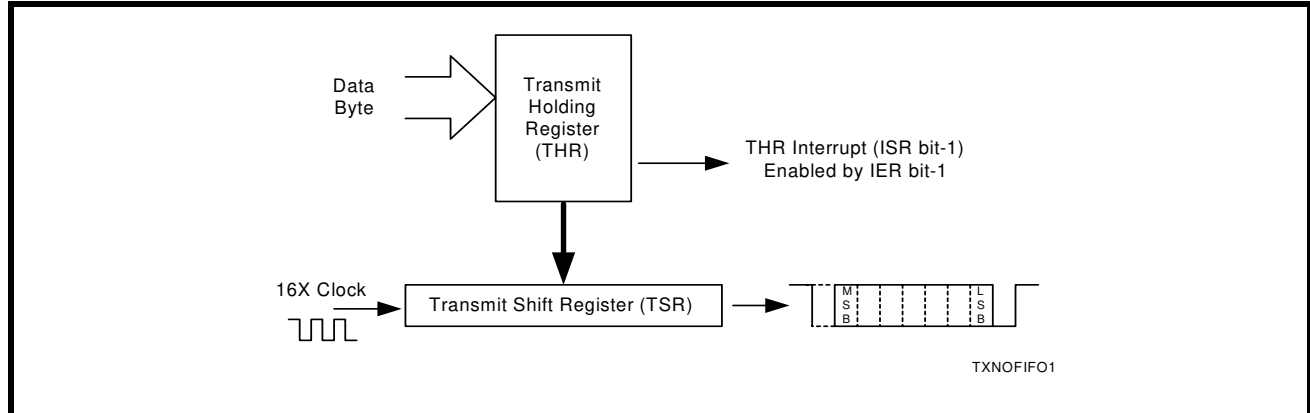 Data
Byte
Transmit
Holding
Register
(THR)
THR Interrupt (ISR bit-1)
Enabled by IER bit-1
16X Clock
Transmit Shift Register (TSR)
M
S
B
L
S
B
TXNOFIFO1